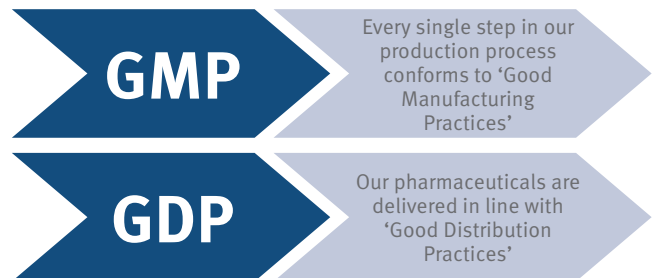 GMP
Every single step in our
production process
conforms to ‘Good
Manufacturing
Practices’
GDP
Our pharmaceuticals are
delivered in line with
‘Good Distribution
Practices’